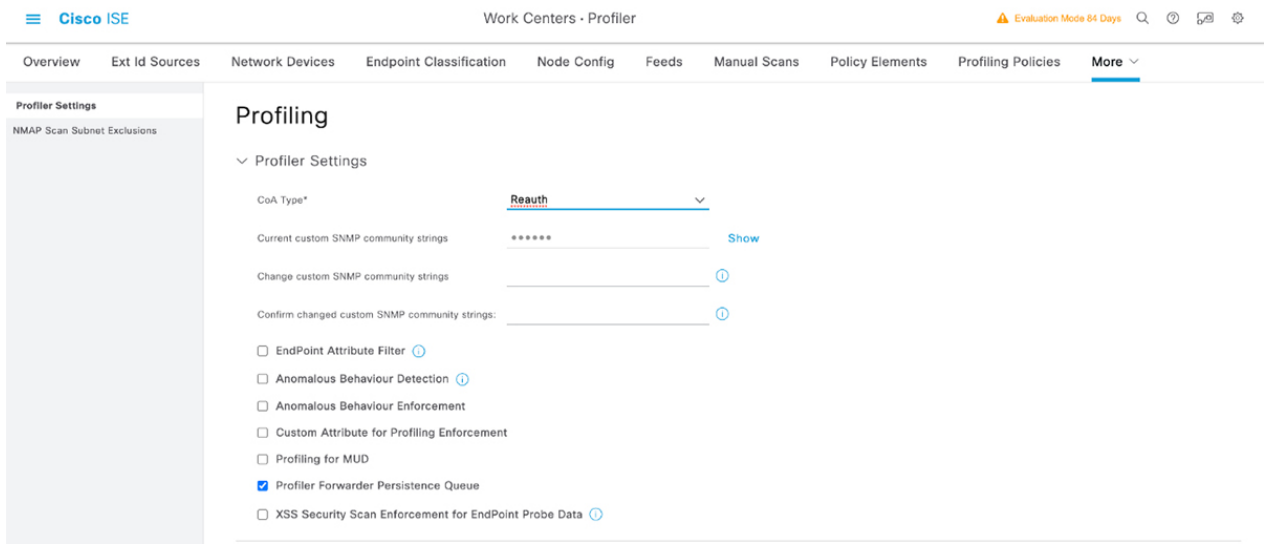 Cisco ISE
Work Centers · Profiler
Evaluation Mode 84 Days
Overview Ext Id Sources Network Devices Endpoint Classification Node Config Feeds Manual Scans Policy Elements Profiling Policies More
Profiler Settings
NMAP Scan Subnet Exclusions
Profiling
Profiler Settings
CoA Type* Reauth
Current custom SNMP community strings •••••• Show
Change custom SNMP community strings
Confirm changed custom SNMP community strings:
EndPoint Attribute Filter
Anomalous Behaviour Detection
Anomalous Behaviour Enforcement
Custom Attribute for Profiling Enforcement
Profiling for MUD
Profiler Forwarder Persistence Queue
XSS Security Scan Enforcement for EndPoint Probe Data